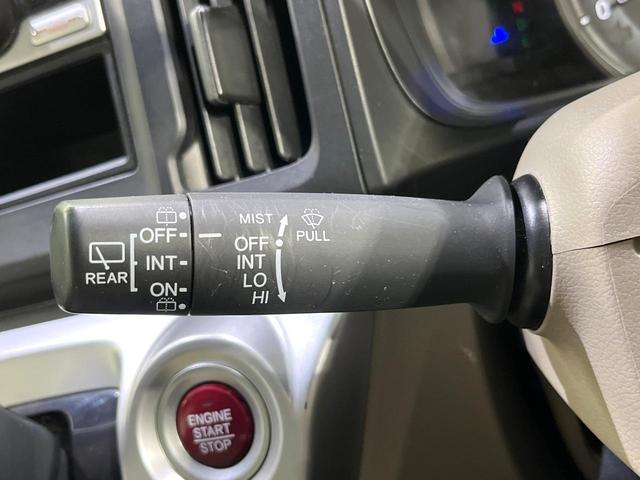 REAR
OFF
INT
ON
MIST
OFF
INT
LO
HI
PULL
ENGINE
START
STOP